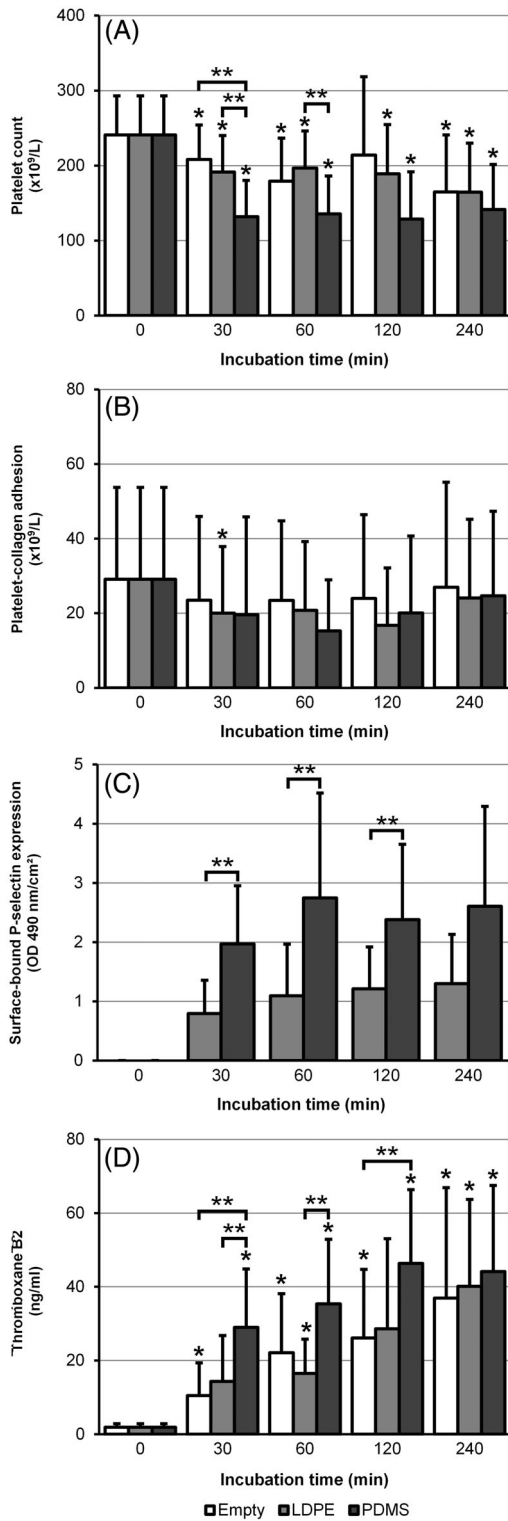 (A)
Platelet count
(x10⁹/L)
400
300
200
100
0
** **
** 
* * * * * * * * * * *
0 30 60 120 240
Incubation time (min)
(B)
Platelet-collagen adhesion
(x10⁹/L)
80
60
40
20
0
*
0 30 60 120 240
Incubation time (min)
(C)
Surface-bound P-selectin expression
(OD 490 nm/cm²)
5
4
3
2
1
0
** ** **
0 30 60 120 240
Incubation time (min)
(D)
Thromboxane B2
(ng/ml)
80
60
40
20
0
** ** ** **
* * * * * * * * * *
0 30 60 120 240
Incubation time (min)
Empty LDPE PDMS